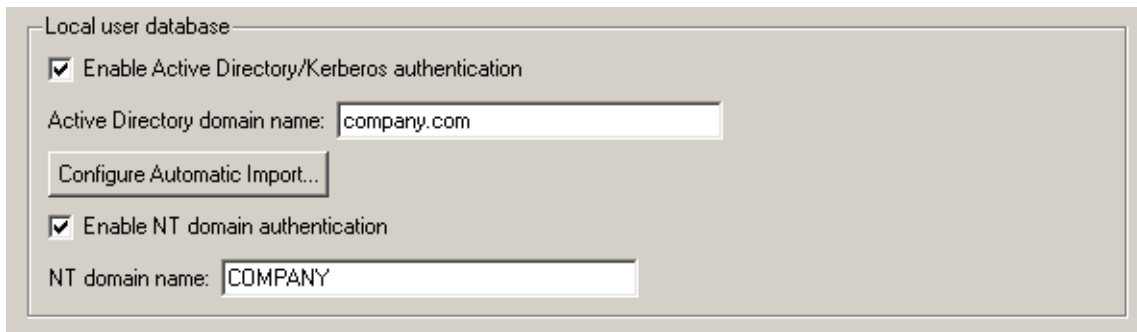 Local user database
Enable Active Directory/Kerberos authentication
Active Directory domain name: company.com
Configure Automatic Import...
Enable NT domain authentication
NT domain name: COMPANY